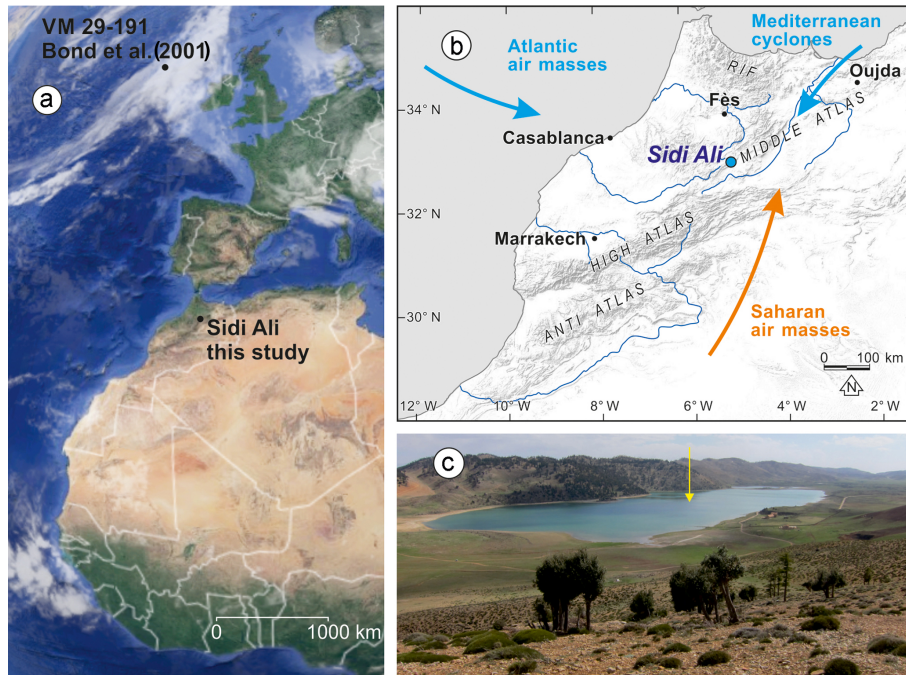 VM 29-191
Bond et al.(2001)
a
Sidi Ali
this study
0 1000 km
b
Atlantic
air masses
Mediterranean
cyclones
RIF
Oujda
34° N
Fès
Casablanca
MIDDLE ATLAS
Sidi Ali
32° N
Marrakech
HIGH ATLAS
30° N
ANTI ATLAS
Saharan
air masses
0 100 km
N
12° W 10° W 8° W 6° W 4° W 2° W
c